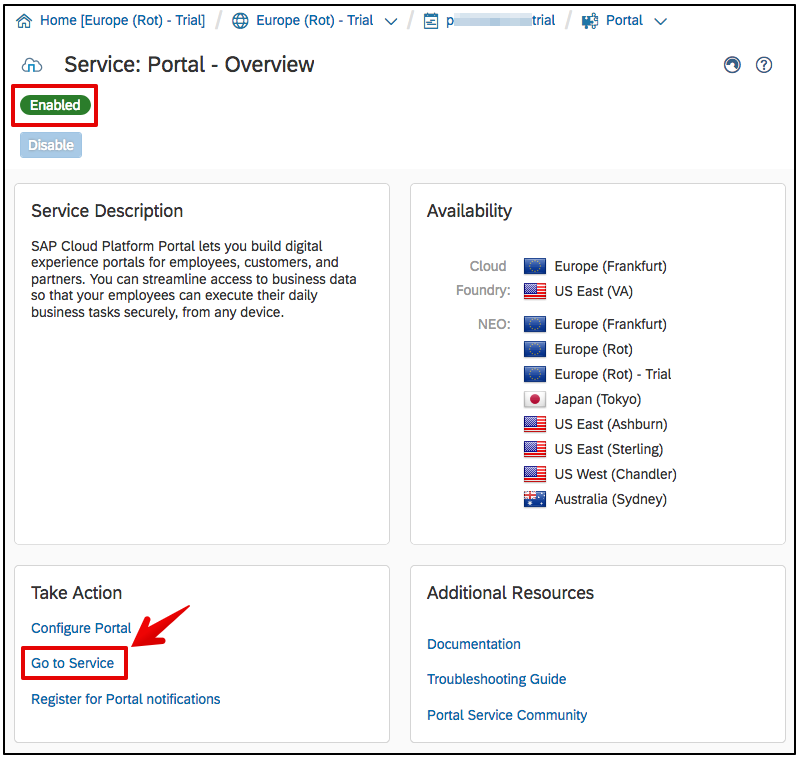 Home [Europe (Rot) - Trial] / Europe (Rot) - Trial / p trial / Portal
Service: Portal - Overview
Enabled
Disable
Service Description
SAP Cloud Platform Portal lets you build digital
experience portals for employees, customers, and
partners. You can streamline access to business data
so that your employees can execute their daily
business tasks securely, from any device.
Availability
Cloud Europe (Frankfurt)
Foundry: US East (VA)
NEO: Europe (Frankfurt)
Europe (Rot)
Europe (Rot) - Trial
Japan (Tokyo)
US East (Ashburn)
US East (Sterling)
US West (Chandler)
Australia (Sydney)
Take Action
Configure Portal
Go to Service
Register for Portal notifications
Additional Resources
Documentation
Troubleshooting Guide
Portal Service Community